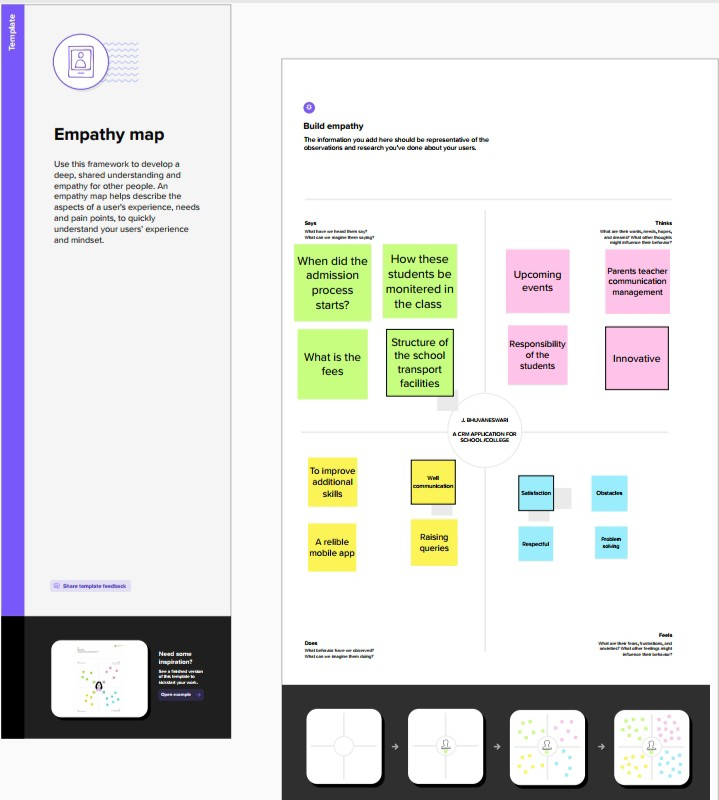 Template
Empathy map
Use this framework to develop a
deep, shared understanding and
empathy for other people. An
empathy map helps describe the
aspects of a user's experience, needs
and pain points, to quickly
understand your users' experience
and mindset.
Share template feedback
Need some
inspiration?
See a finished version
of this template to
kickstart your work.
Open example
Build empathy
The information you add here should be representative of the
observations and research you've done about your users.
Says
What have we heard them say?
What can we imagine them saying?
Thinks
What are their wants, needs, hopes,
and dreams? What other thoughts
might influence their behavior?
When did the
admission
process
starts?
How these
students be
monitered in
the class
What is the
fees
Structure of
the school
transport
facilities
Upcoming
events
Parents teacher
communication
management
Responsibility
of the
students
Innovative
J. BHUVANESWARI
A CRM APPLICATION FOR
SCHOOL /COLLEGE
To improve
additional
skills
Well
communication
A relible
mobile app
Raising
queries
Satisfaction
Obstacles
Respectful
Problem
solving
Does
What behavior have we observed?
What can we imagine them doing?
Feels
What are their fears, frustrations, and
anxieties? What other feelings might
influence their behavior?